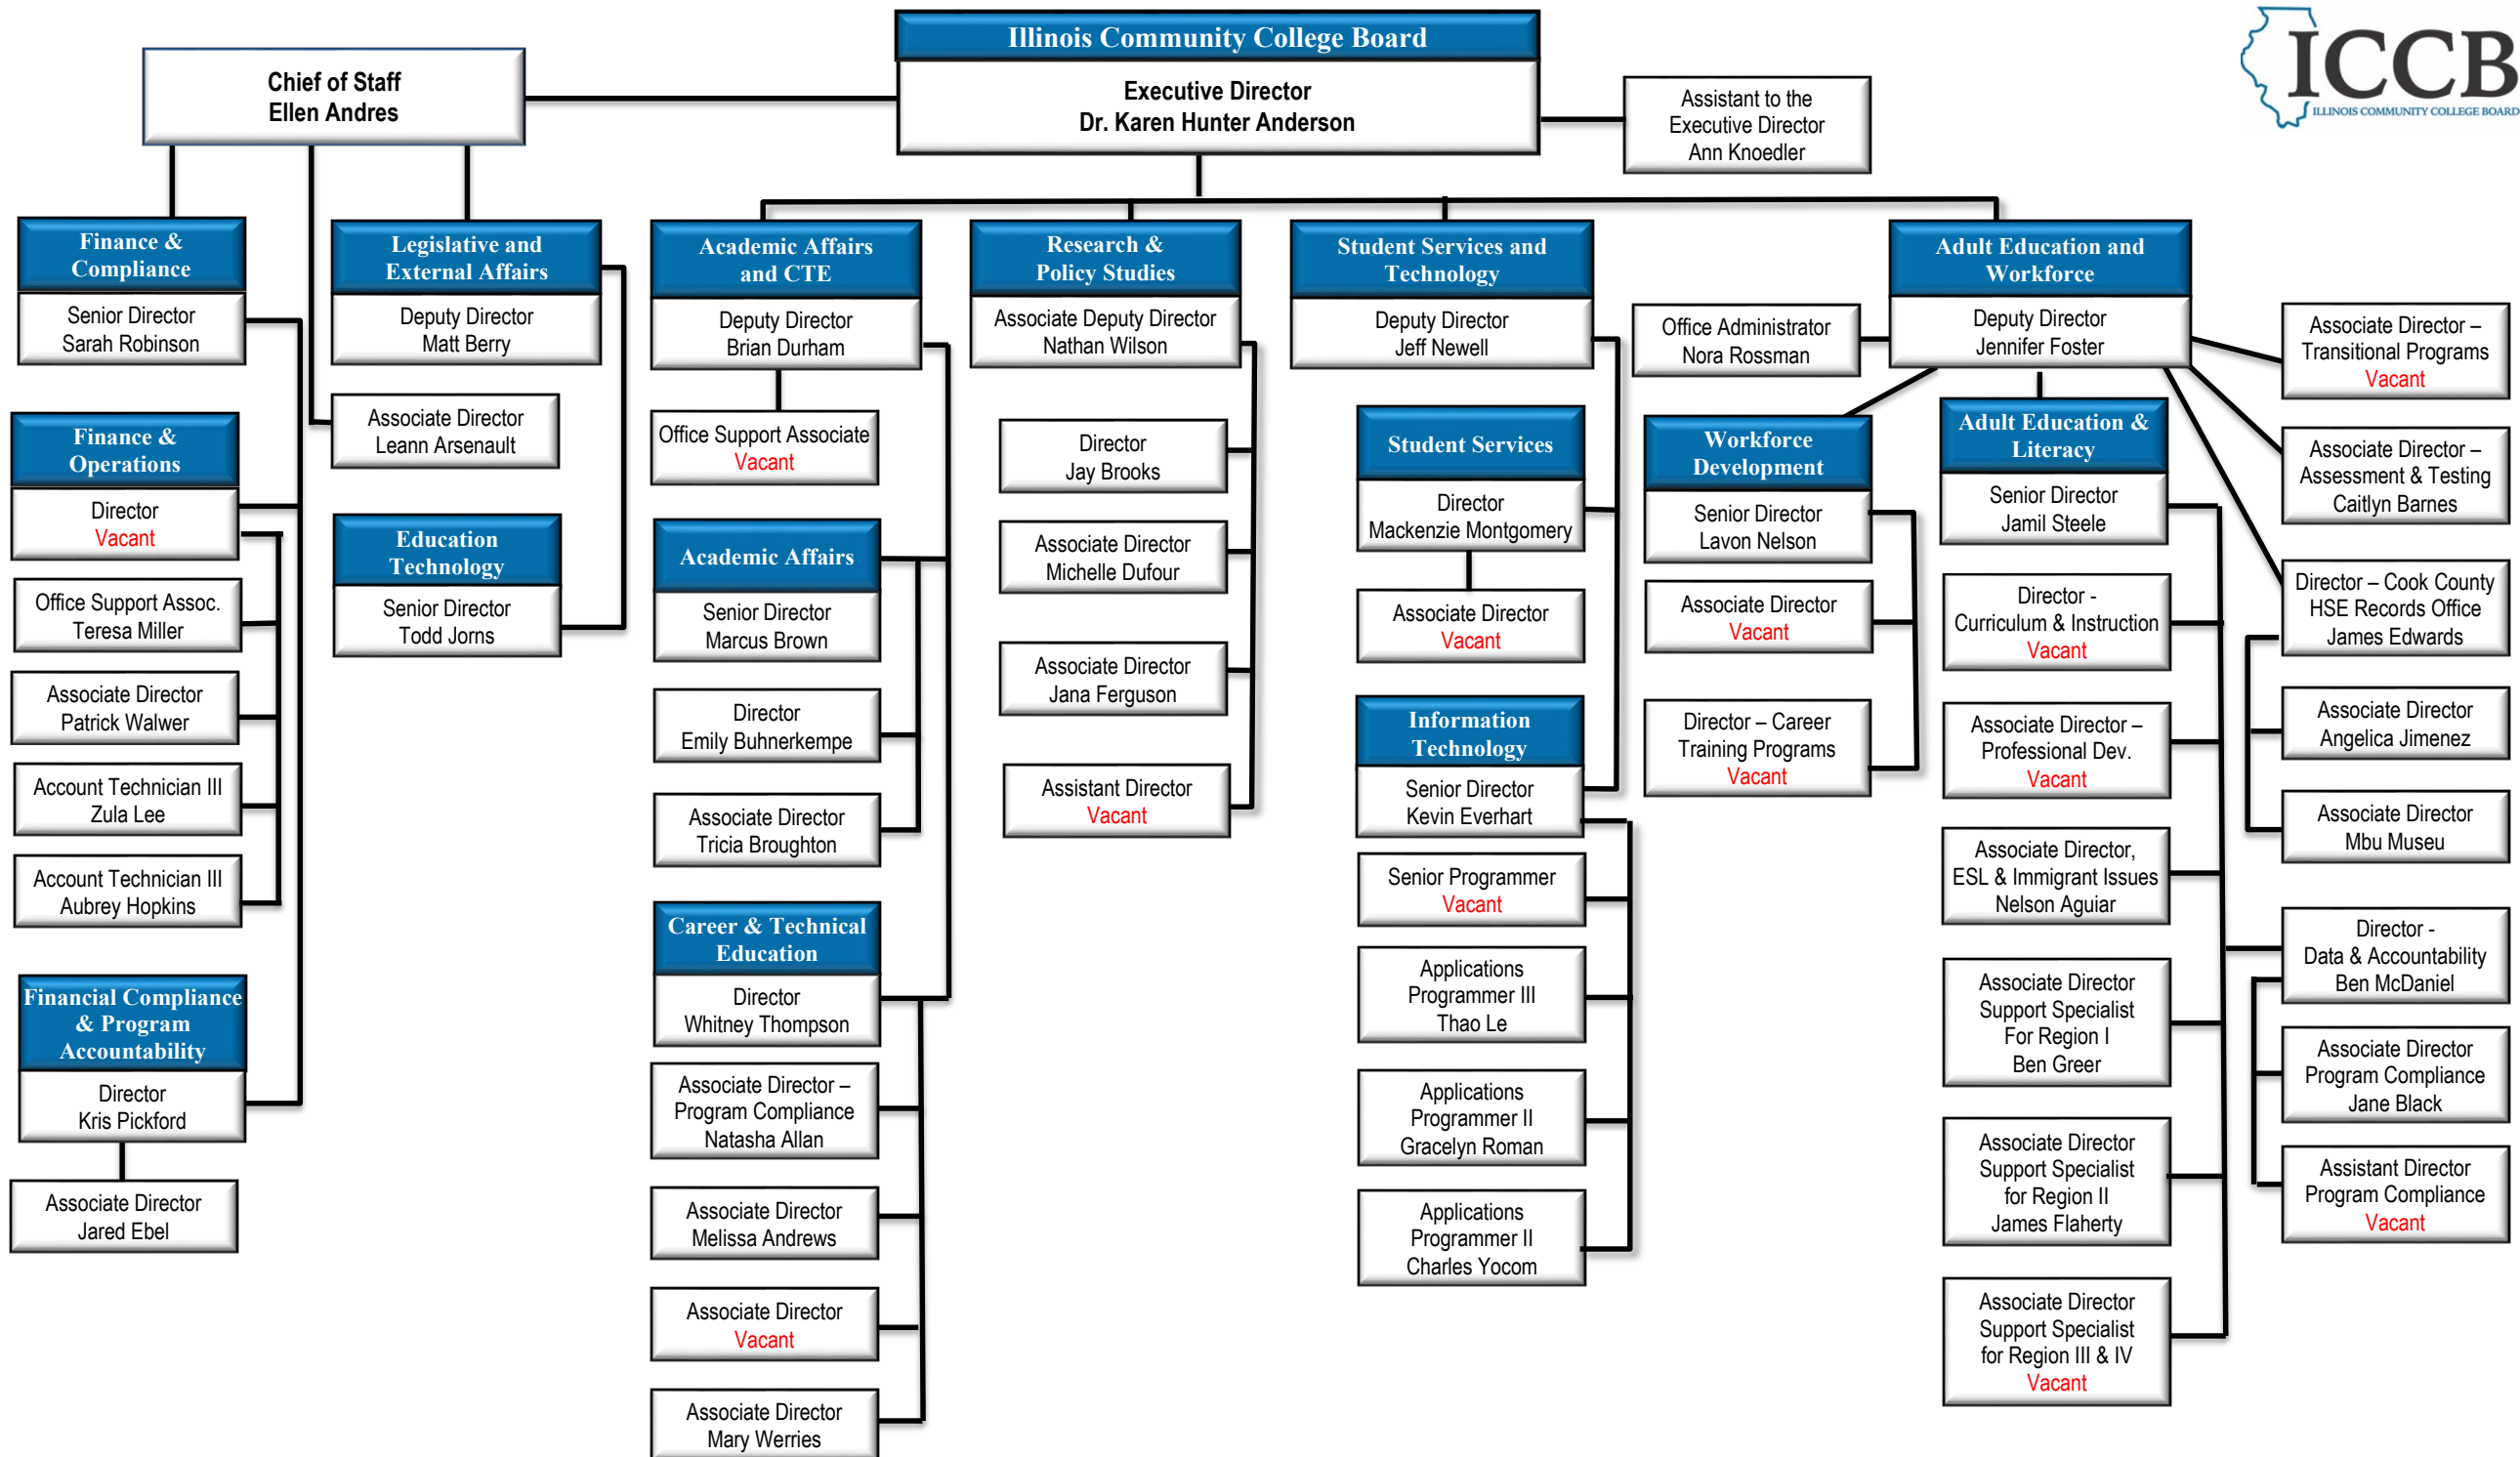 Illinois Community College Board
Executive Director
Dr. Karen Hunter Anderson
Chief of Staff
Ellen Andres
Assistant to the
Executive Director
Ann Knoedler
ICCB
ILLINOIS COMMUNITY COLLEGE BOARD
Finance &
Compliance
Senior Director
Sarah Robinson
Finance &
Operations
Director
Vacant
Office Support Assoc.
Teresa Miller
Associate Director
Patrick Walwer
Account Technician III
Zula Lee
Account Technician III
Aubrey Hopkins
Financial Compliance
& Program
Accountability
Director
Kris Pickford
Associate Director
Jared Ebel
Legislative and
External Affairs
Deputy Director
Matt Berry
Associate Director
Leann Arsenault
Education
Technology
Senior Director
Todd Jorns
Academic Affairs
and CTE
Deputy Director
Brian Durham
Office Support Associate
Vacant
Academic Affairs
Senior Director
Marcus Brown
Director
Emily Buhnerkempe
Associate Director
Tricia Broughton
Career & Technical
Education
Director
Whitney Thompson
Associate Director –
Program Compliance
Natasha Allan
Associate Director
Melissa Andrews
Associate Director
Vacant
Associate Director
Mary Werries
Research &
Policy Studies
Associate Deputy Director
Nathan Wilson
Director
Jay Brooks
Associate Director
Michelle Dufour
Associate Director
Jana Ferguson
Assistant Director
Vacant
Student Services and
Technology
Deputy Director
Jeff Newell
Student Services
Director
Mackenzie Montgomery
Associate Director
Vacant
Information
Technology
Senior Director
Kevin Everhart
Senior Programmer
Vacant
Applications
Programmer III
Thao Le
Applications
Programmer II
Gracelyn Roman
Applications
Programmer II
Charles Yocom
Adult Education and
Workforce
Deputy Director
Jennifer Foster
Office Administrator
Nora Rossman
Workforce
Development
Senior Director
Lavon Nelson
Associate Director
Vacant
Director – Career
Training Programs
Vacant
Adult Education &
Literacy
Senior Director
Jamil Steele
Director -
Curriculum & Instruction
Vacant
Associate Director –
Professional Dev.
Vacant
Associate Director,
ESL & Immigrant Issues
Nelson Aguiar
Associate Director
Support Specialist
For Region I
Ben Greer
Associate Director
Support Specialist
for Region II
James Flaherty
Associate Director
Support Specialist
for Region III & IV
Vacant
Associate Director –
Transitional Programs
Vacant
Associate Director –
Assessment & Testing
Caitlyn Barnes
Director – Cook County
HSE Records Office
James Edwards
Associate Director
Angelica Jimenez
Associate Director
Mbu Museu
Director -
Data & Accountability
Ben McDaniel
Associate Director
Program Compliance
Jane Black
Assistant Director
Program Compliance
Vacant